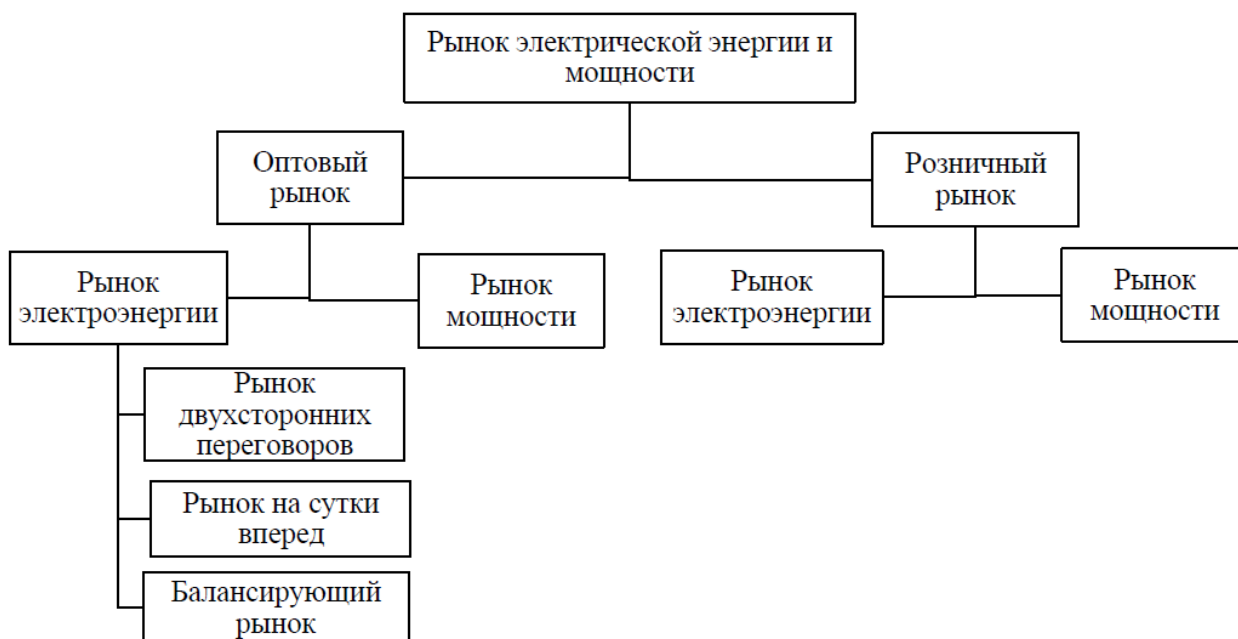 Рынок электрической энергии и
мощности
Оптовый
рынок
Розничный
рынок
Рынок
электроэнергии
Рынок
мощности
Рынок
электроэнергии
Рынок
мощности
Рынок
двухсторонних
переговоров
Рынок на сутки
вперед
Балансирующий
рынок